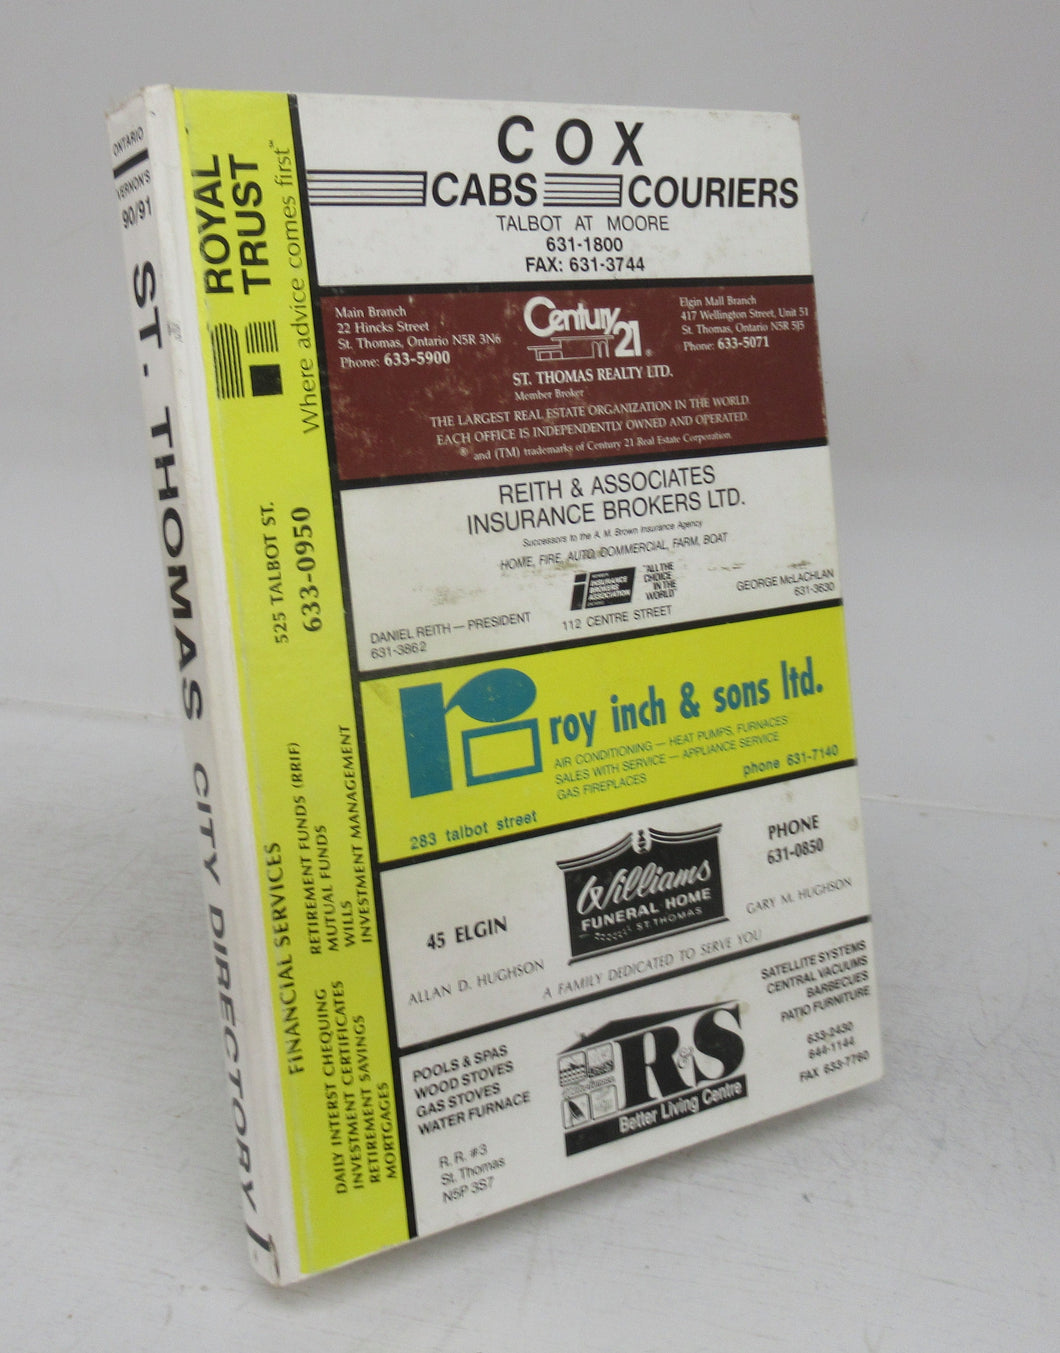 ONTARIO
VERNON'S
90/91
ST. THOMAS CITY DIRECTORY
ROYAL
TRUST
Where advice comes first™
525 TALBOT ST.
633-0950
FINANCIAL SERVICES
RETIREMENT FUNDS (RRIF)
MUTUAL FUNDS
WILLS
INVESTMENT MANAGEMENT
DAILY INTERST CHEQUING
INVESTMENT CERTIFICATES
RETIREMENT SAVINGS
MORTGAGES
COX
CABS COURIERS
TALBOT AT MOORE
631-1800
FAX: 631-3744
Main Branch
22 Hincks Street
St. Thomas, Ontario N5R 3N6
Phone: 633-5900
Century 21®
Elgin Mall Branch
417 Wellington Street, Unit 51
St. Thomas, Ontario N5R 5J5
Phone: 633-5071
ST. THOMAS REALTY LTD.
Member Broker
THE LARGEST REAL ESTATE ORGANIZATION IN THE WORLD
EACH OFFICE IS INDEPENDENTLY OWNED AND OPERATED.
® and (TM) trademarks of Century 21 Real Estate Corporation
REITH & ASSOCIATES
INSURANCE BROKERS LTD.
Successors to the A. M. Brown Insurance Agency
HOME, FIRE, AUTO, COMMERCIAL, FARM, BOAT
INSURANCE
BROKERS
ASSOCIATION
"ALL THE
CHOICE
IN THE
WORLD"
DANIEL REITH — PRESIDENT
631-3862
112 CENTRE STREET
GEORGE McLACHLAN
631-3630
roy inch & sons ltd.
AIR CONDITIONING — HEAT PUMPS, FURNACES
SALES WITH SERVICE — APPLIANCE SERVICE
GAS FIREPLACES
283 talbot street
phone 631-7140
PHONE
631-0850
Williams
FUNERAL HOME
ST. THOMAS
45 ELGIN
ALLAN D. HUGHSON
GARY M. HUGHSON
A FAMILY DEDICATED TO SERVE YOU
POOLS & SPAS
WOOD STOVES
GAS STOVES
WATER FURNACE
R. R. #3
St. Thomas
N5P 3S7
R&S
Better Living Centre
SATELLITE SYSTEMS
CENTRAL VACUUMS
BARBECUES
PATIO FURNITURE
633-2430
644-1144
FAX 633-7760